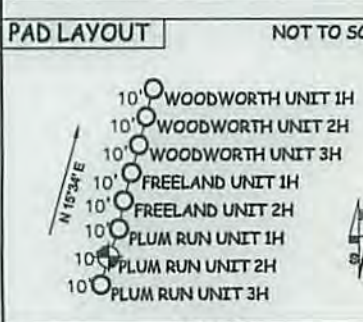 PAD LAYOUT
NOT TO
10' WOODWORTH UNIT 1H
10' WOODWORTH UNIT 2H
10' WOODWORTH UNIT 3H
10' FREELAND UNIT 1H
10' FREELAND UNIT 2H
10' PLUM RUN UNIT 1H
10' PLUM RUN UNIT 2H
10' PLUM RUN UNIT 3H
N 15°34' E